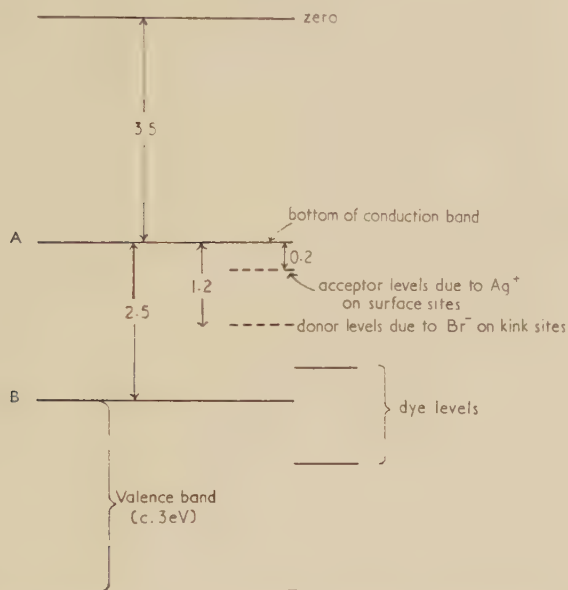 zero
3.5
A
bottom of conduction band
0.2
1.2
acceptor levels due to Ag+
on surface sites
2.5
donor levels due to Br− on kink sites
B
dye levels
Valence band
(c. 3eV)